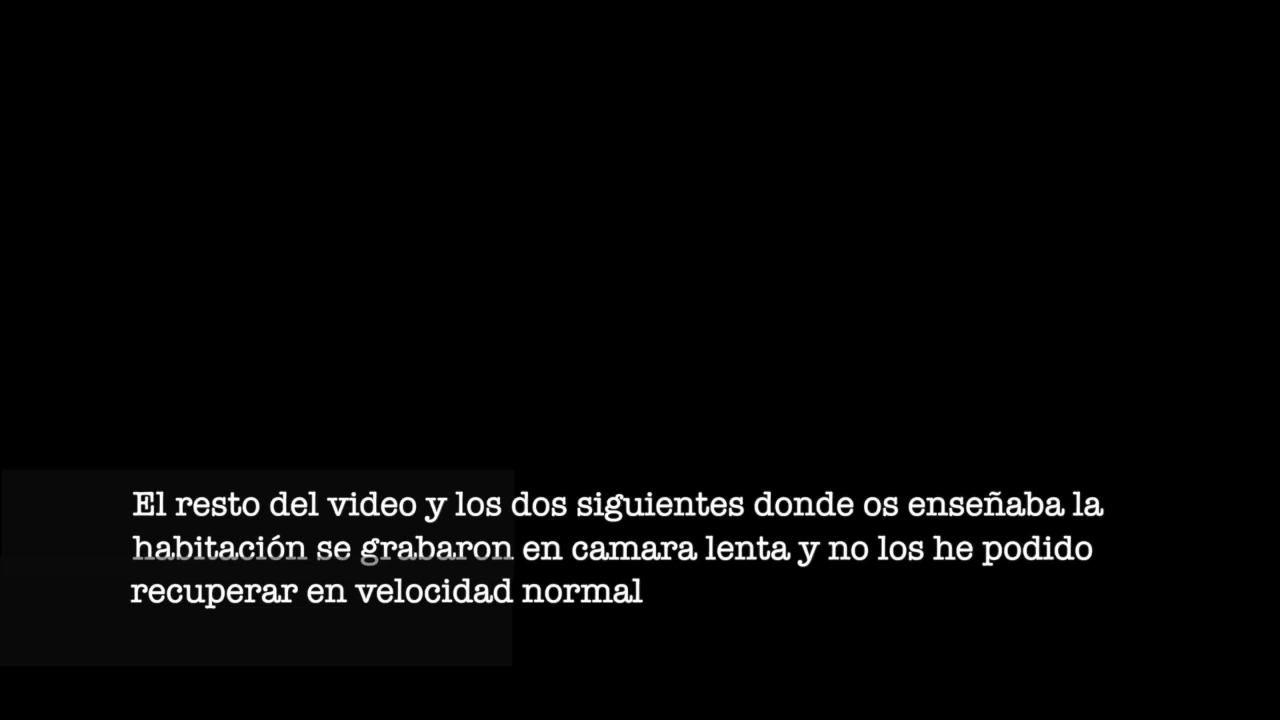 El resto del video y los dos siguientes donde os enseñaba la
habitación se grabaron en camara lenta y no los he podido
recuperar en velocidad normal